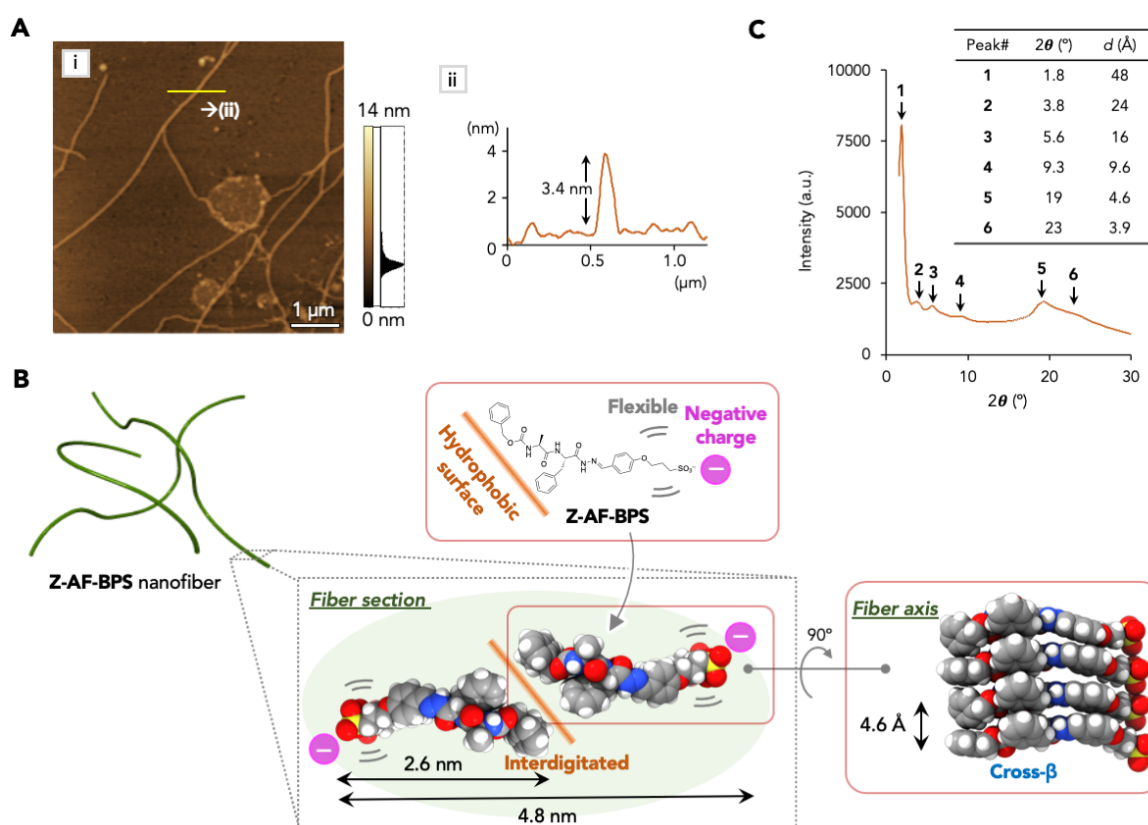 A
i
→(ii)
1 μm
14 nm
0 nm
ii
(nm)
4
2
0
3.4 nm
0
0.5
1.0
(μm)
C
Peak# 2θ (º) d (Å)
1 1.8 48
2 3.8 24
3 5.6 16
4 9.3 9.6
5 19 4.6
6 23 3.9
Intensity (a.u.)
10000
7500
5000
2500
0
1
2
3
4
5
6
0
10
20
30
2θ (º)
B
Z-AF-BPS nanofiber
Hydrophobic
surface
Flexible
Negative
charge
−
O
O
N
H
O
H
N
O
H
N
N
O
SO₃⁻
Z-AF-BPS
Fiber section
−
−
Interdigitated
2.6 nm
4.8 nm
90º
Fiber axis
4.6 Å
Cross-β